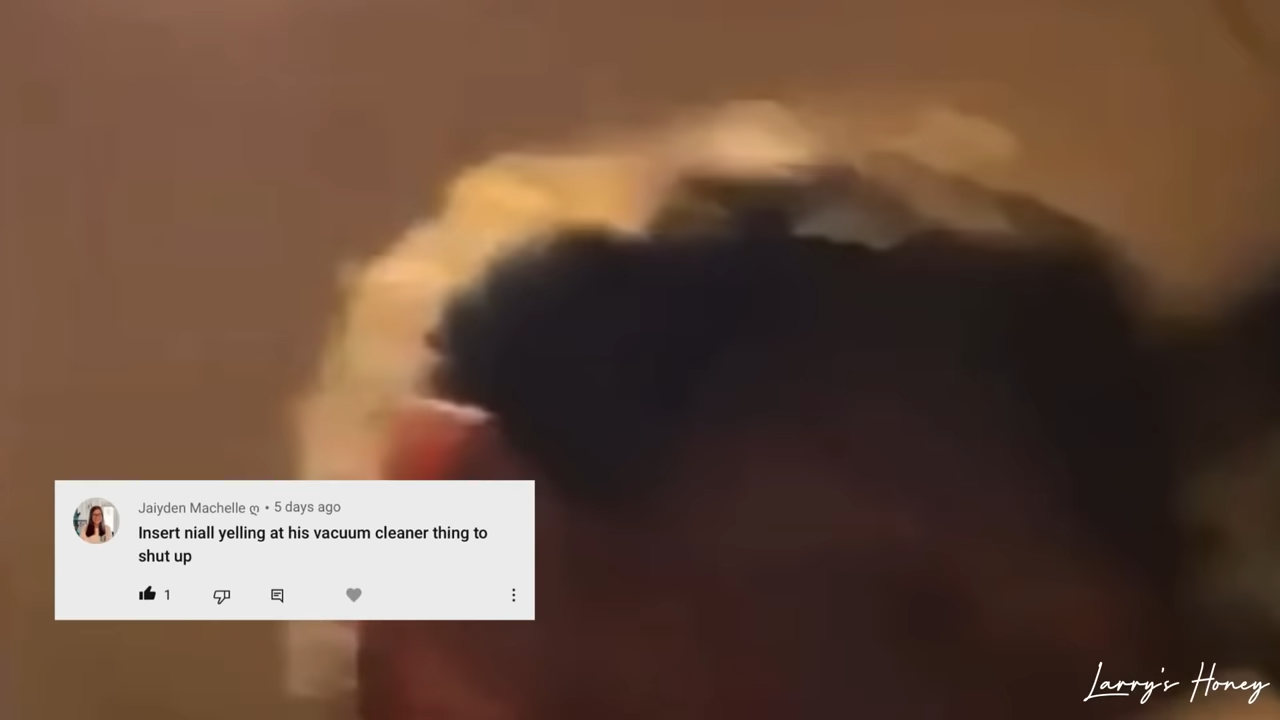 Jaiyden Machelle ღ • 5 days ago
Insert niall yelling at his vacuum cleaner thing to
shut up
1
Larry's Honey